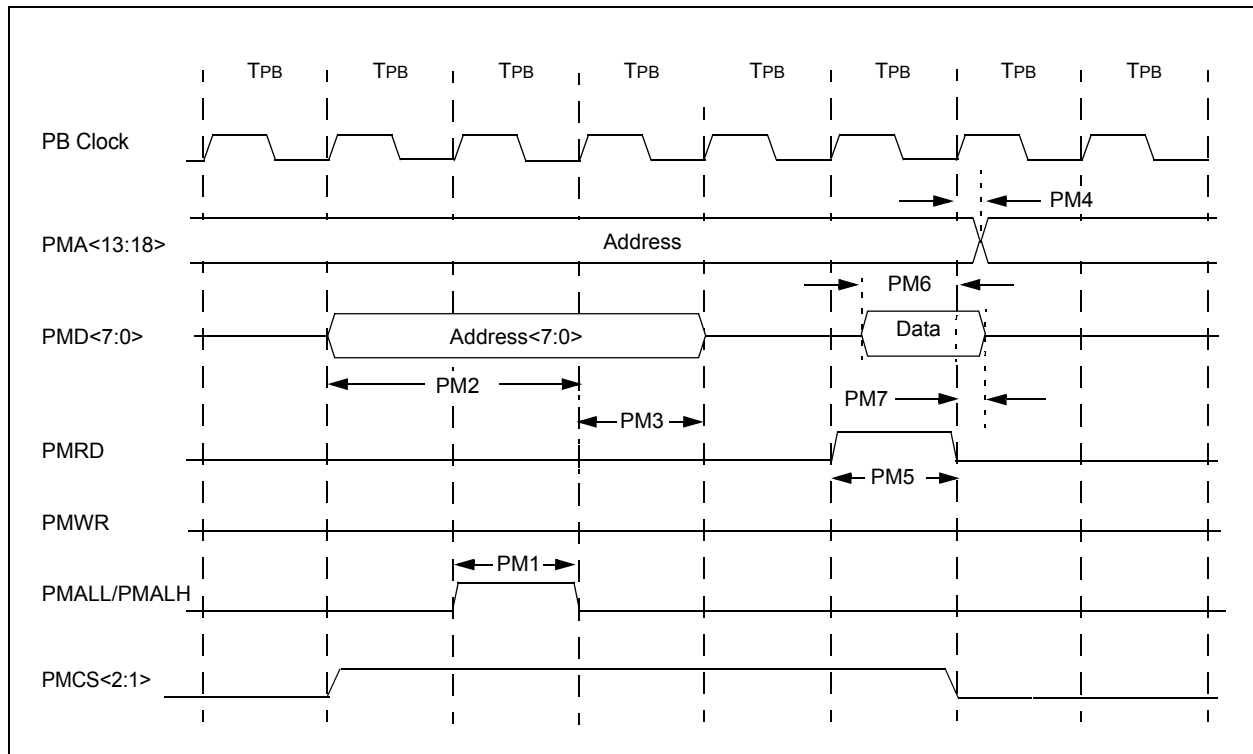 TPB TPB TPB TPB TPB TPB TPB TPB
PB Clock
PM4
PMA<13:18>
Address
PM6
PMD<7:0>
Address<7:0>
Data
PM2
PM7
PM3
PMRD
PM5
PMWR
PM1
PMALL/PMALH
PMCS<2:1>